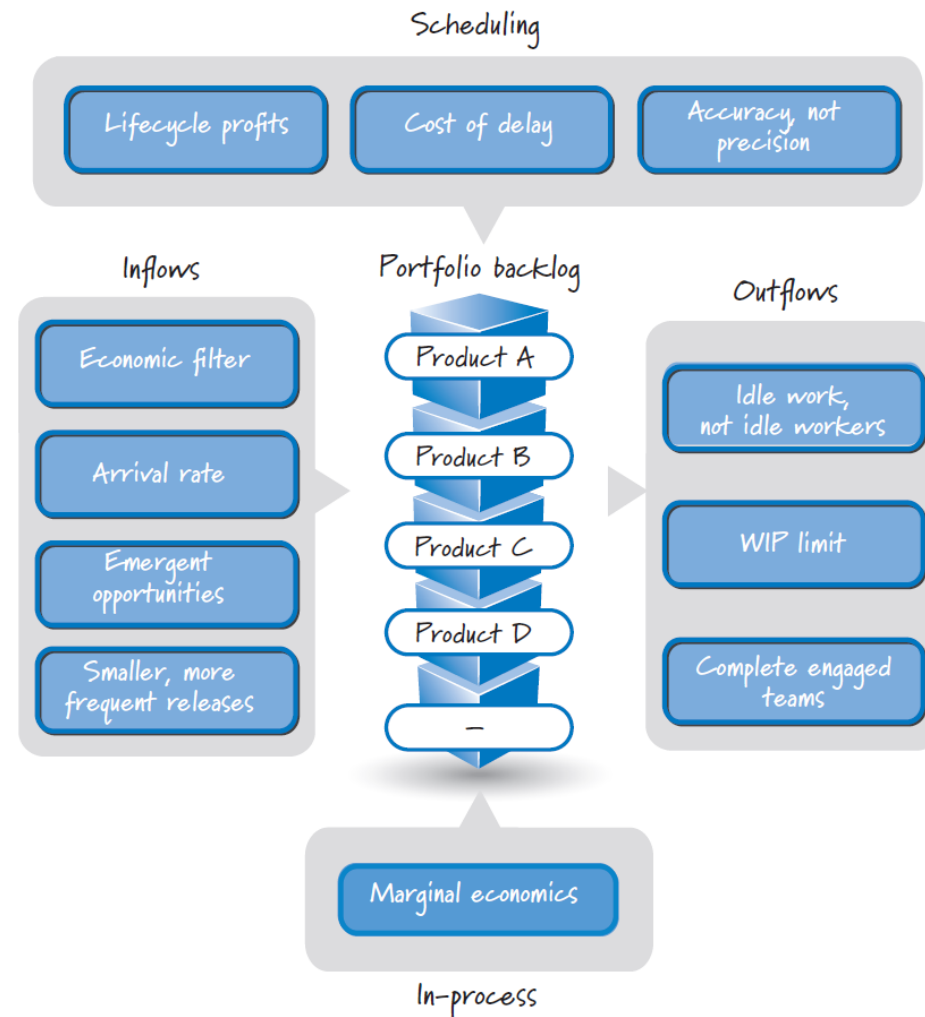 Scheduling
Lifecycle profits
Cost of delay
Accuracy, not
precision
Inflows
Portfolio backlog
Outflows
Economic filter
Arrival rate
Emergent
opportunities
Smaller, more
frequent releases
Product A
Product B
Product C
Product D
–
Idle work,
not idle workers
WIP limit
Complete engaged
teams
Marginal economics
In-process